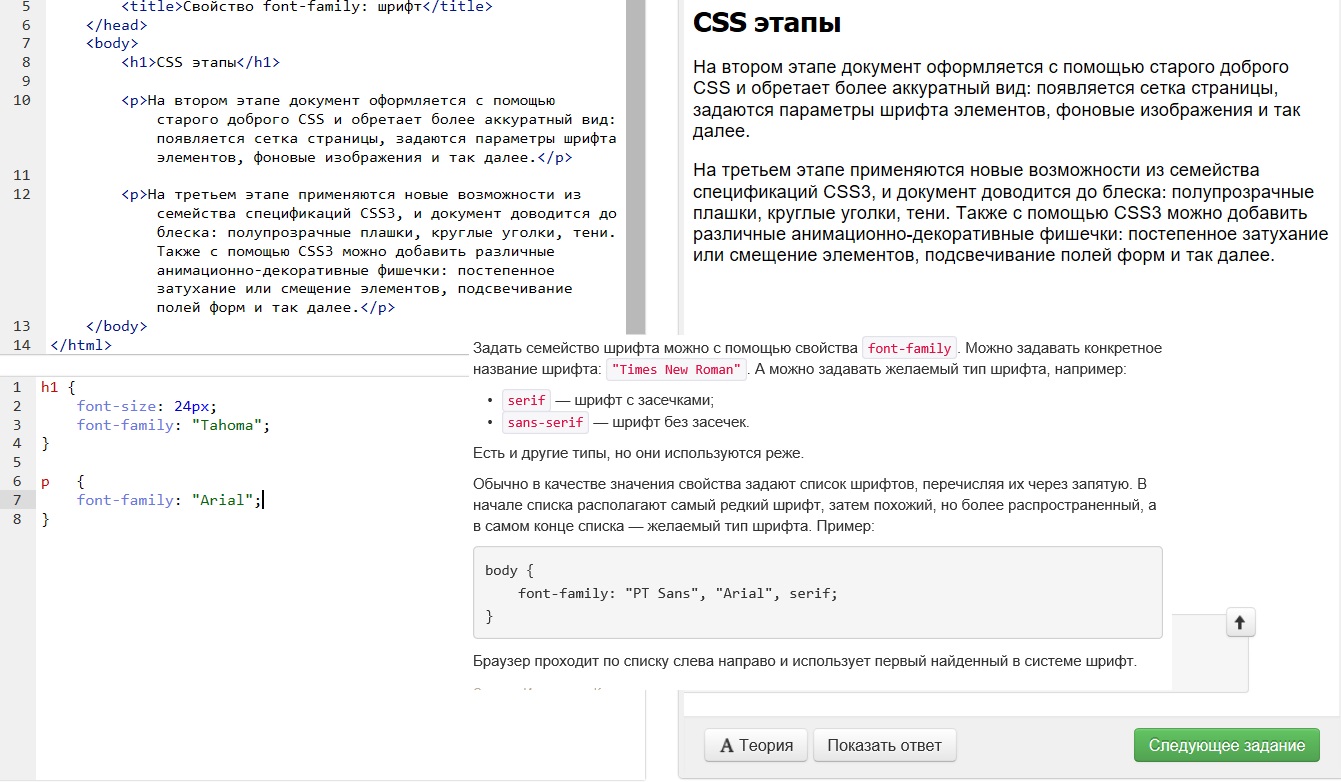 5 <title>Свойство font-family: шрифт</title>
6 </head>
7 <body>
8 <h1>CSS этапы</h1>
9
10 <p>На втором этапе документ оформляется с помощью
старого доброго CSS и обретает более аккуратный вид:
появляется сетка страницы, задаются параметры шрифта
элементов, фоновые изображения и так далее.</p>
11
12 <p>На третьем этапе применяются новые возможности из
семейства спецификаций CSS3, и документ доводится до
блеска: полупрозрачные плашки, круглые уголки, тени.
Также с помощью CSS3 можно добавить различные
анимационно-декоративные фишечки: постепенное
затухание или смещение элементов, подсвечивание
полей форм и так далее.</p>
13 </body>
14 </html>
1 h1 {
2 font-size: 24px;
3 font-family: "Tahoma";
4 }
5
6 p {
7 font-family: "Arial";
8 }
CSS этапы
На втором этапе документ оформляется с помощью старого доброго
CSS и обретает более аккуратный вид: появляется сетка страницы,
задаются параметры шрифта элементов, фоновые изображения и так
далее.
На третьем этапе применяются новые возможности из семейства
спецификаций CSS3, и документ доводится до блеска: полупрозрачные
плашки, круглые уголки, тени. Также с помощью CSS3 можно добавить
различные анимационно-декоративные фишечки: постепенное затухание
или смещение элементов, подсвечивание полей форм и так далее.
Задать семейство шрифта можно с помощью свойства font-family. Можно задавать конкретное
название шрифта: "Times New Roman". А можно задавать желаемый тип шрифта, например:
• serif — шрифт с засечками;
• sans-serif — шрифт без засечек.
Есть и другие типы, но они используются реже.
Обычно в качестве значения свойства задают список шрифтов, перечисляя их через запятую. В
начале списка располагают самый редкий шрифт, затем похожий, но более распространенный, а
в самом конце списка — желаемый тип шрифта. Пример:
body {
font-family: "PT Sans", "Arial", serif;
}
Браузер проходит по списку слева направо и использует первый найденный в системе шрифт.
A Теория
Показать ответ
Следующее задание